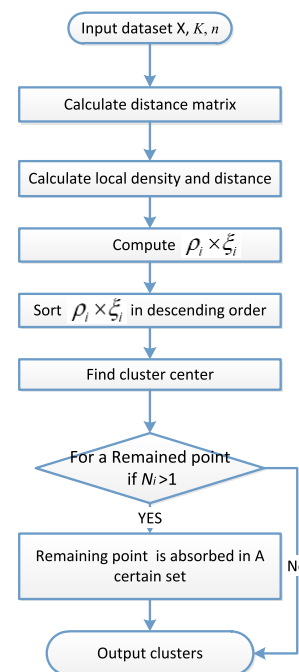 Input dataset X, K, n
Calculate distance matrix
Calculate local density and distance
Compute ρᵢ × ξᵢ
Sort ρᵢ × ξᵢ in descending order
Find cluster center
For a Remained point
if Nᵢ >1
YES
Remaining point is absorbed in A
certain set
Output clusters